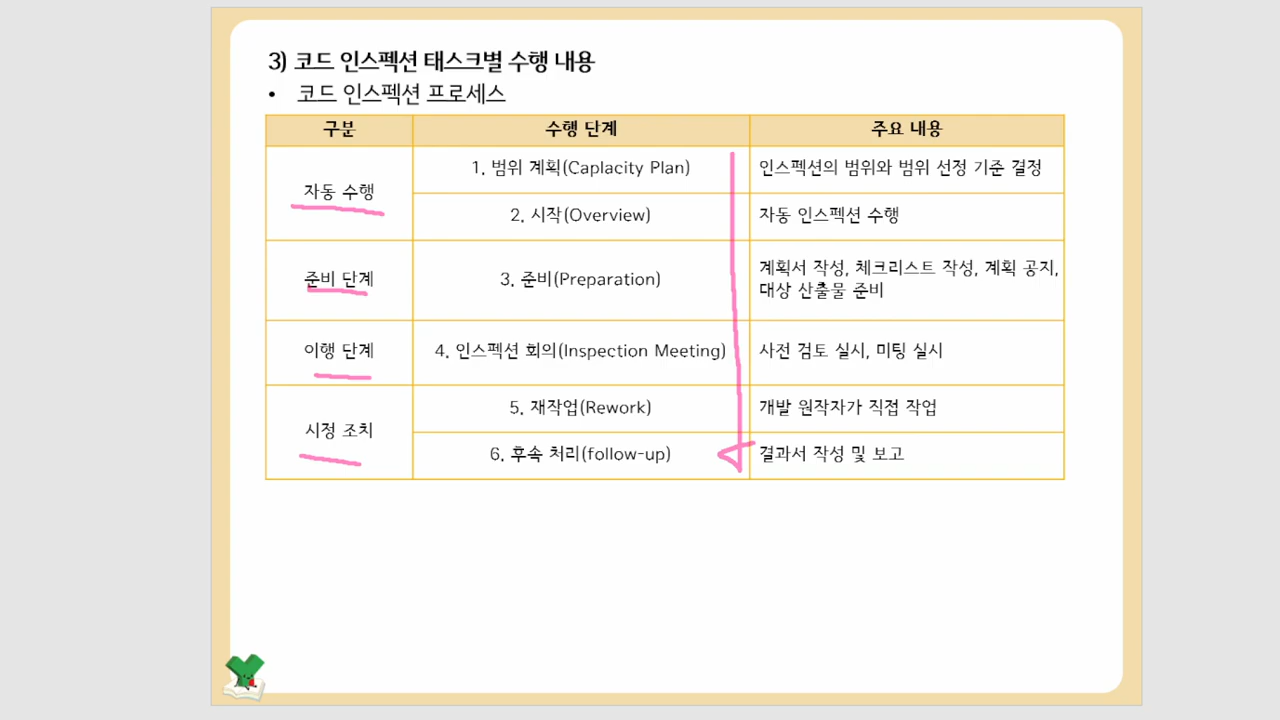 3) 코드 인스펙션 태스크별 수행 내용
• 코드 인스펙션 프로세스
구분 수행 단계 주요 내용
자동 수행
1. 범위 계획(Caplacity Plan) 인스펙션의 범위와 범위 선정 기준 결정
2. 시작(Overview) 자동 인스펙션 수행
준비 단계 3. 준비(Preparation) 계획서 작성, 체크리스트 작성, 계획 공지,
대상 산출물 준비
이행 단계 4. 인스펙션 회의(Inspection Meeting) 사전 검토 실시, 미팅 실시
시정 조치
5. 재작업(Rework) 개발 원작자가 직접 작업
6. 후속 처리(follow-up) 결과서 작성 및 보고